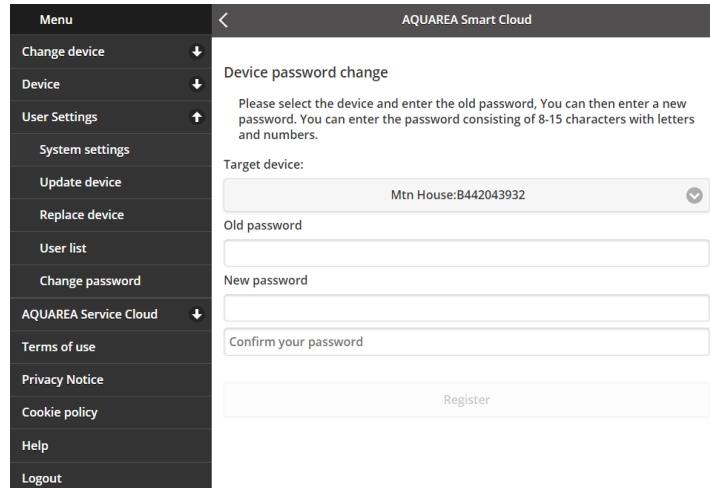 Menu
Change device
Device
User Settings
System settings
Update device
Replace device
User list
Change password
AQUAREA Service Cloud
Terms of use
Privacy Notice
Cookie policy
Help
Logout
AQUAREA Smart Cloud
Device password change
Please select the device and enter the old password, You can then enter a new
password. You can enter the password consisting of 8-15 characters with letters
and numbers.
Target device:
Mtn House:B442043932
Old password
New password
Confirm your password
Register